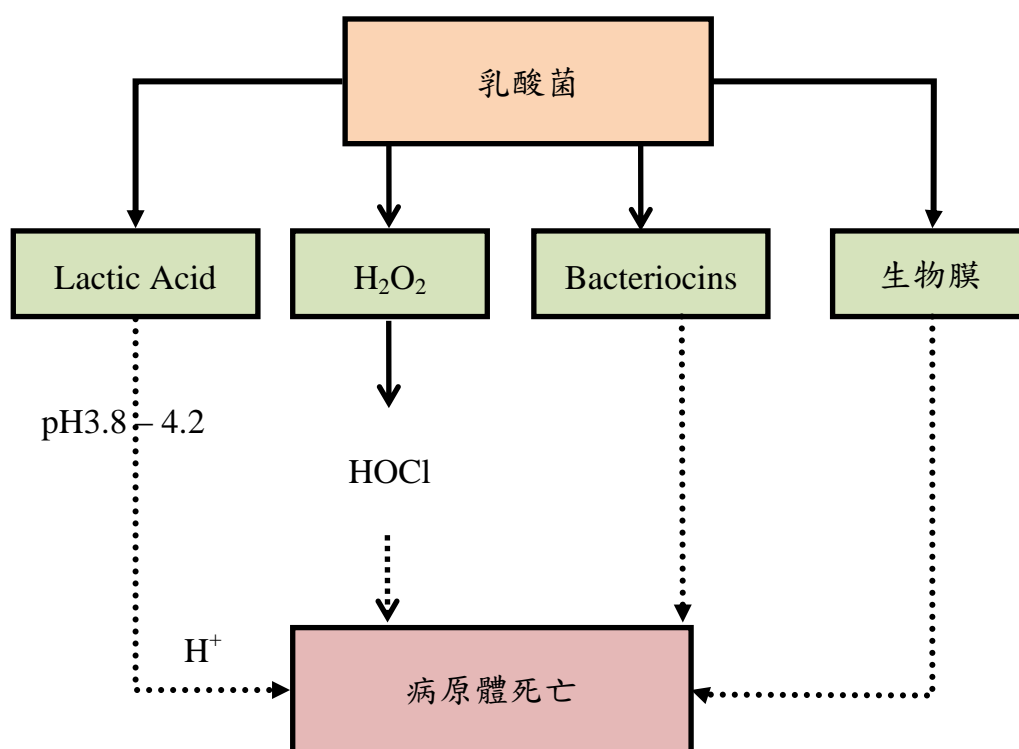 乳酸菌
Lactic Acid
H₂O₂
Bacteriocins
生物膜
pH3.8 – 4.2
HOCl
H⁺
病原體死亡